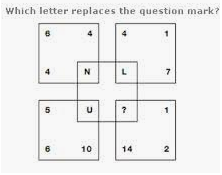 Which letter replaces the question mark?
6 4 4 1
4 N L 7
5 U ? 1
6 10 14 2